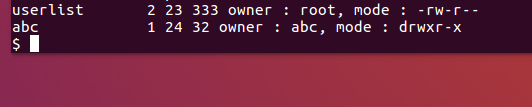 userlist 2 23 333 owner : root, mode : -rw-r--
abc 1 24 32 owner : abc, mode : drwxr-x
$